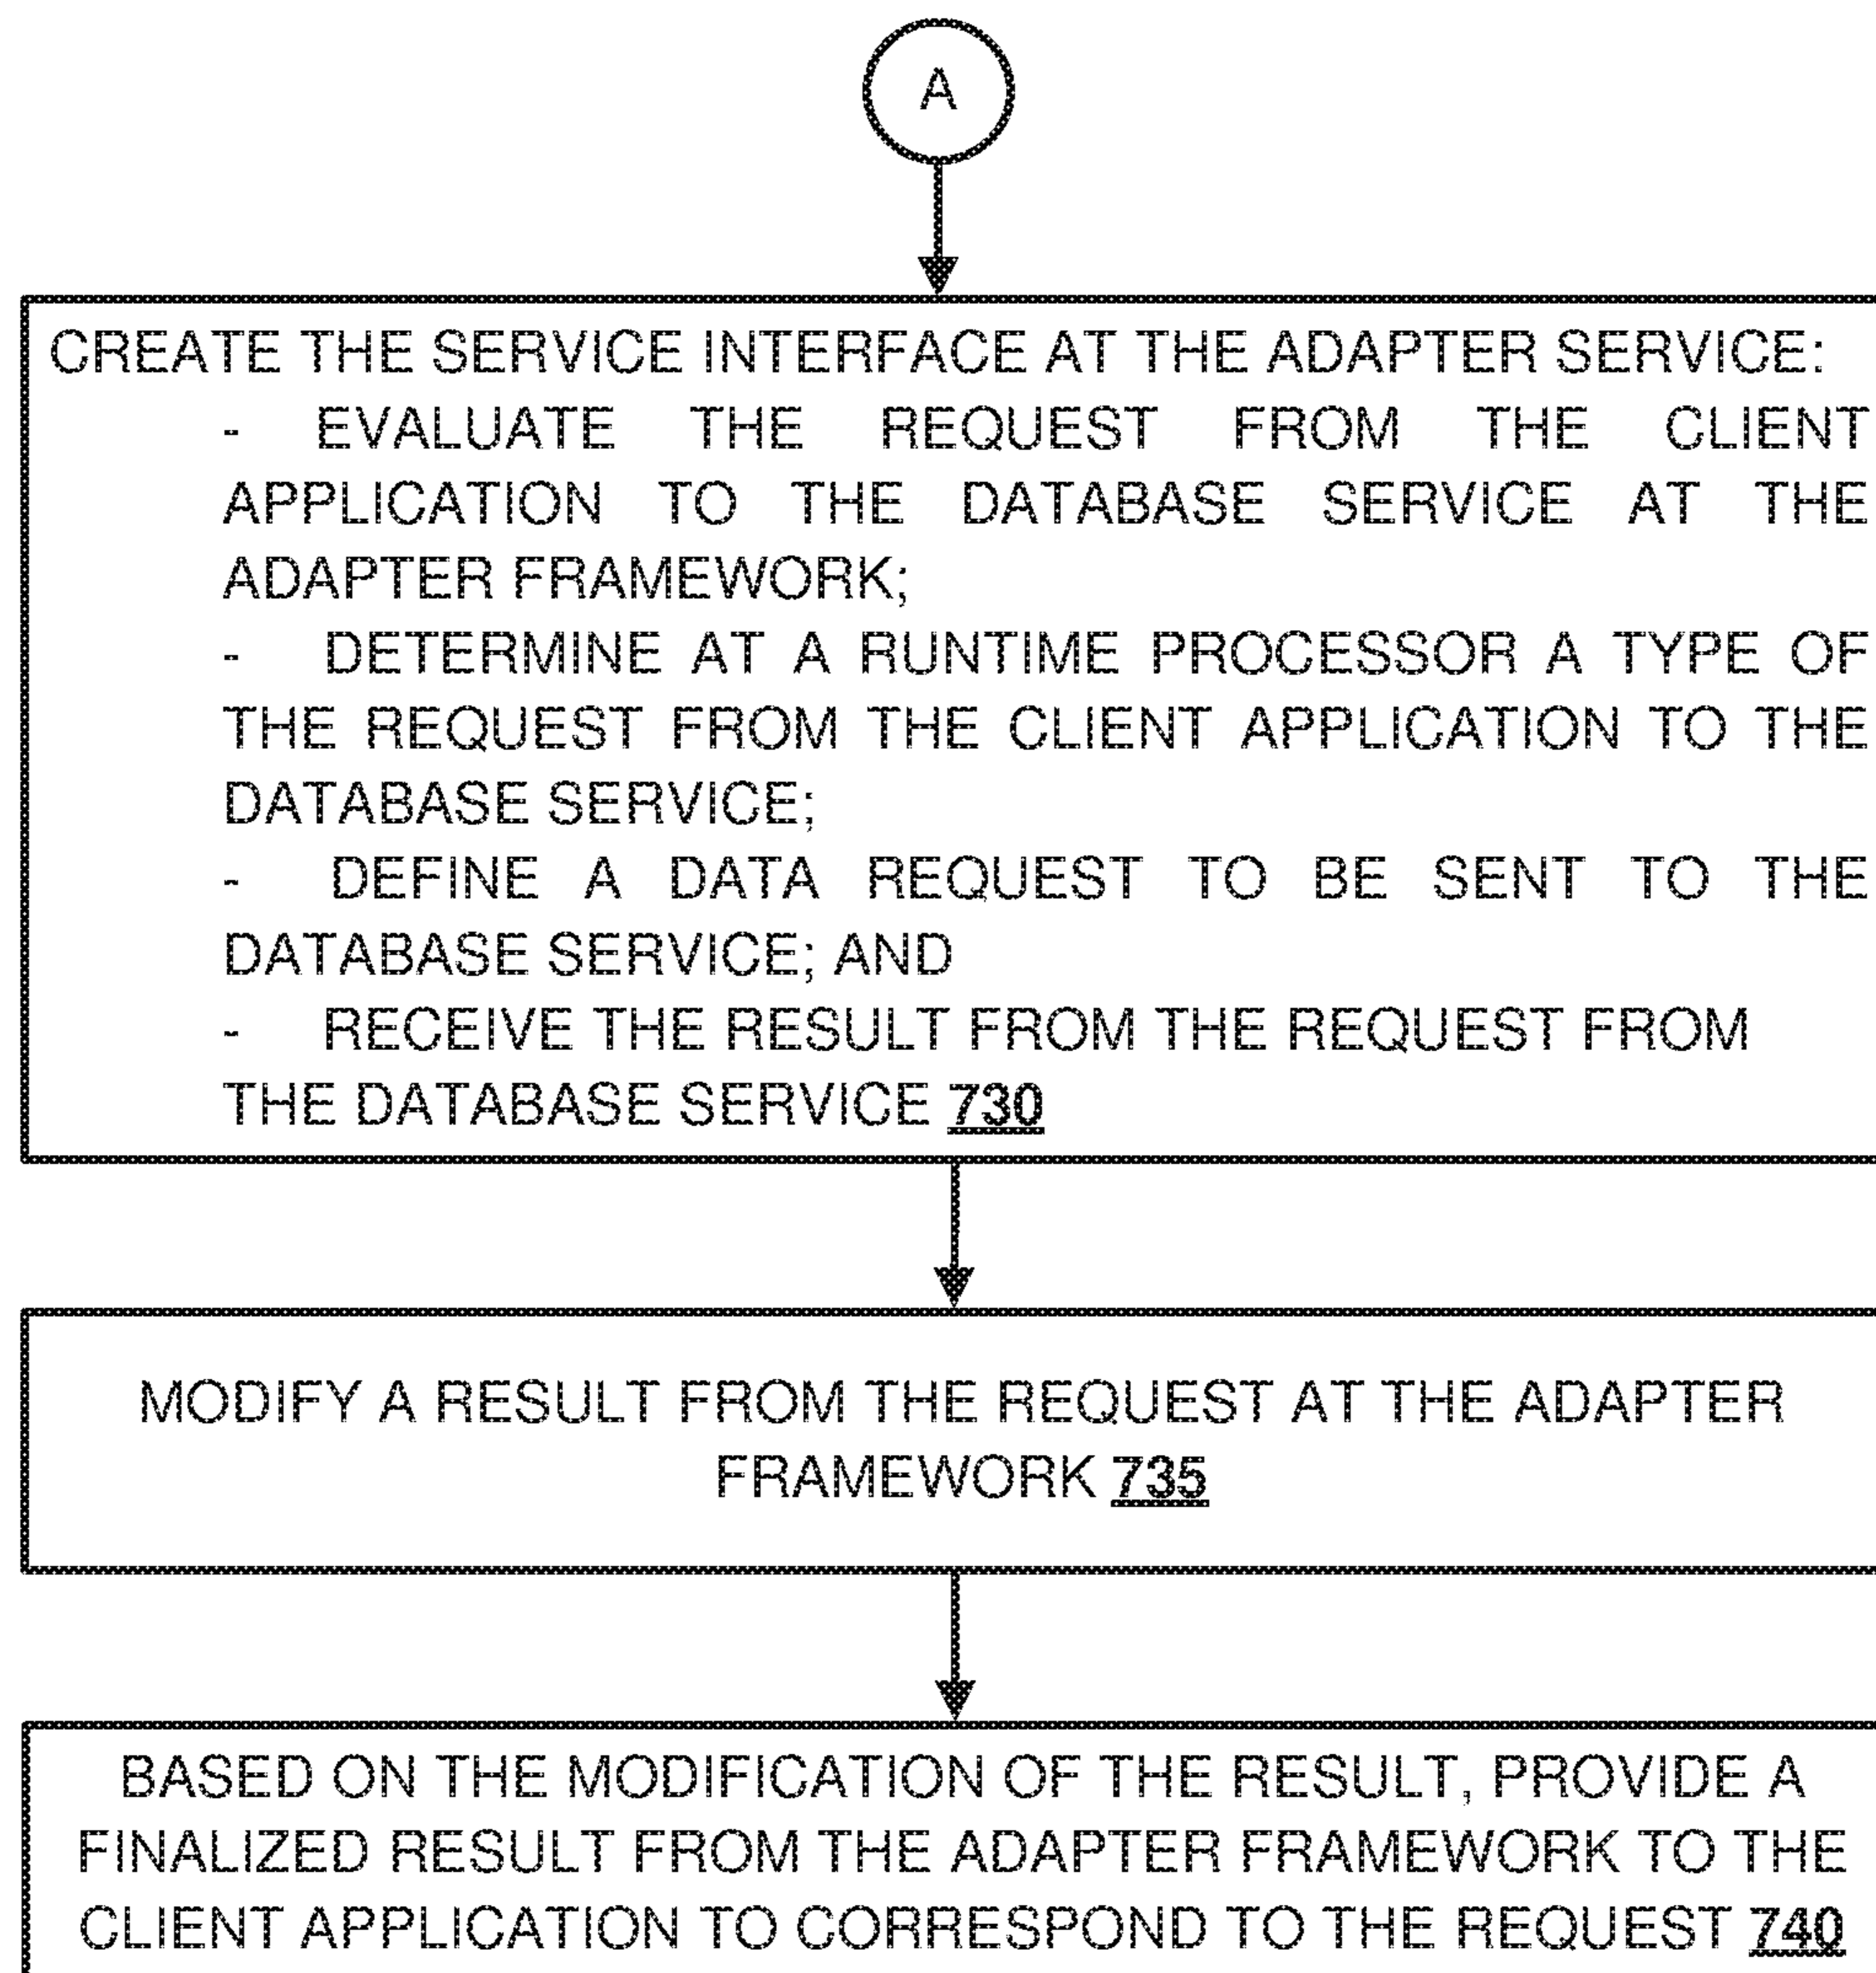 A
CREATE THE SERVICE INTERFACE AT THE ADAPTER SERVICE:
- EVALUATE THE REQUEST FROM THE CLIENT
APPLICATION TO THE DATABASE SERVICE AT THE
ADAPTER FRAMEWORK;
- DETERMINE AT A RUNTIME PROCESSOR A TYPE OF
THE REQUEST FROM THE CLIENT APPLICATION TO THE
DATABASE SERVICE;
- DEFINE A DATA REQUEST TO BE SENT TO THE
DATABASE SERVICE; AND
- RECEIVE THE RESULT FROM THE REQUEST FROM
THE DATABASE SERVICE 730
MODIFY A RESULT FROM THE REQUEST AT THE ADAPTER
FRAMEWORK 735
BASED ON THE MODIFICATION OF THE RESULT, PROVIDE A
FINALIZED RESULT FROM THE ADAPTER FRAMEWORK TO THE
CLIENT APPLICATION TO CORRESPOND TO THE REQUEST 740